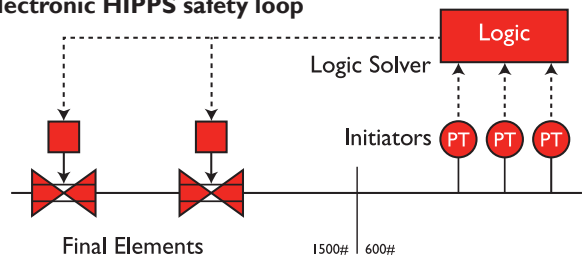 lectronic HIPPS safety loop
Logic
Logic Solver
Initiators
PT PT PT
Final Elements
1500# 600#